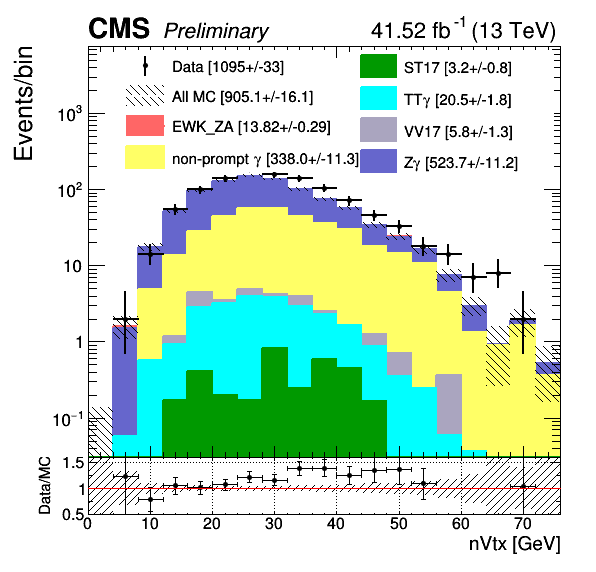 CMS Preliminary 41.52 fb⁻¹ (13 TeV)
Events/bin
Data [1095+/-33]
All MC [905.1+/-16.1]
EWK_ZA [13.82+/-0.29]
non-prompt γ [338.0+/-11.3]
ST17 [3.2+/-0.8]
TTγ [20.5+/-1.8]
VV17 [5.8+/-1.3]
Zγ [523.7+/-11.2]
10³
10²
10
1
10⁻¹
Data/MC
1.5
1
0.5
0 10 20 30 40 50 60 70
nVtx [GeV]